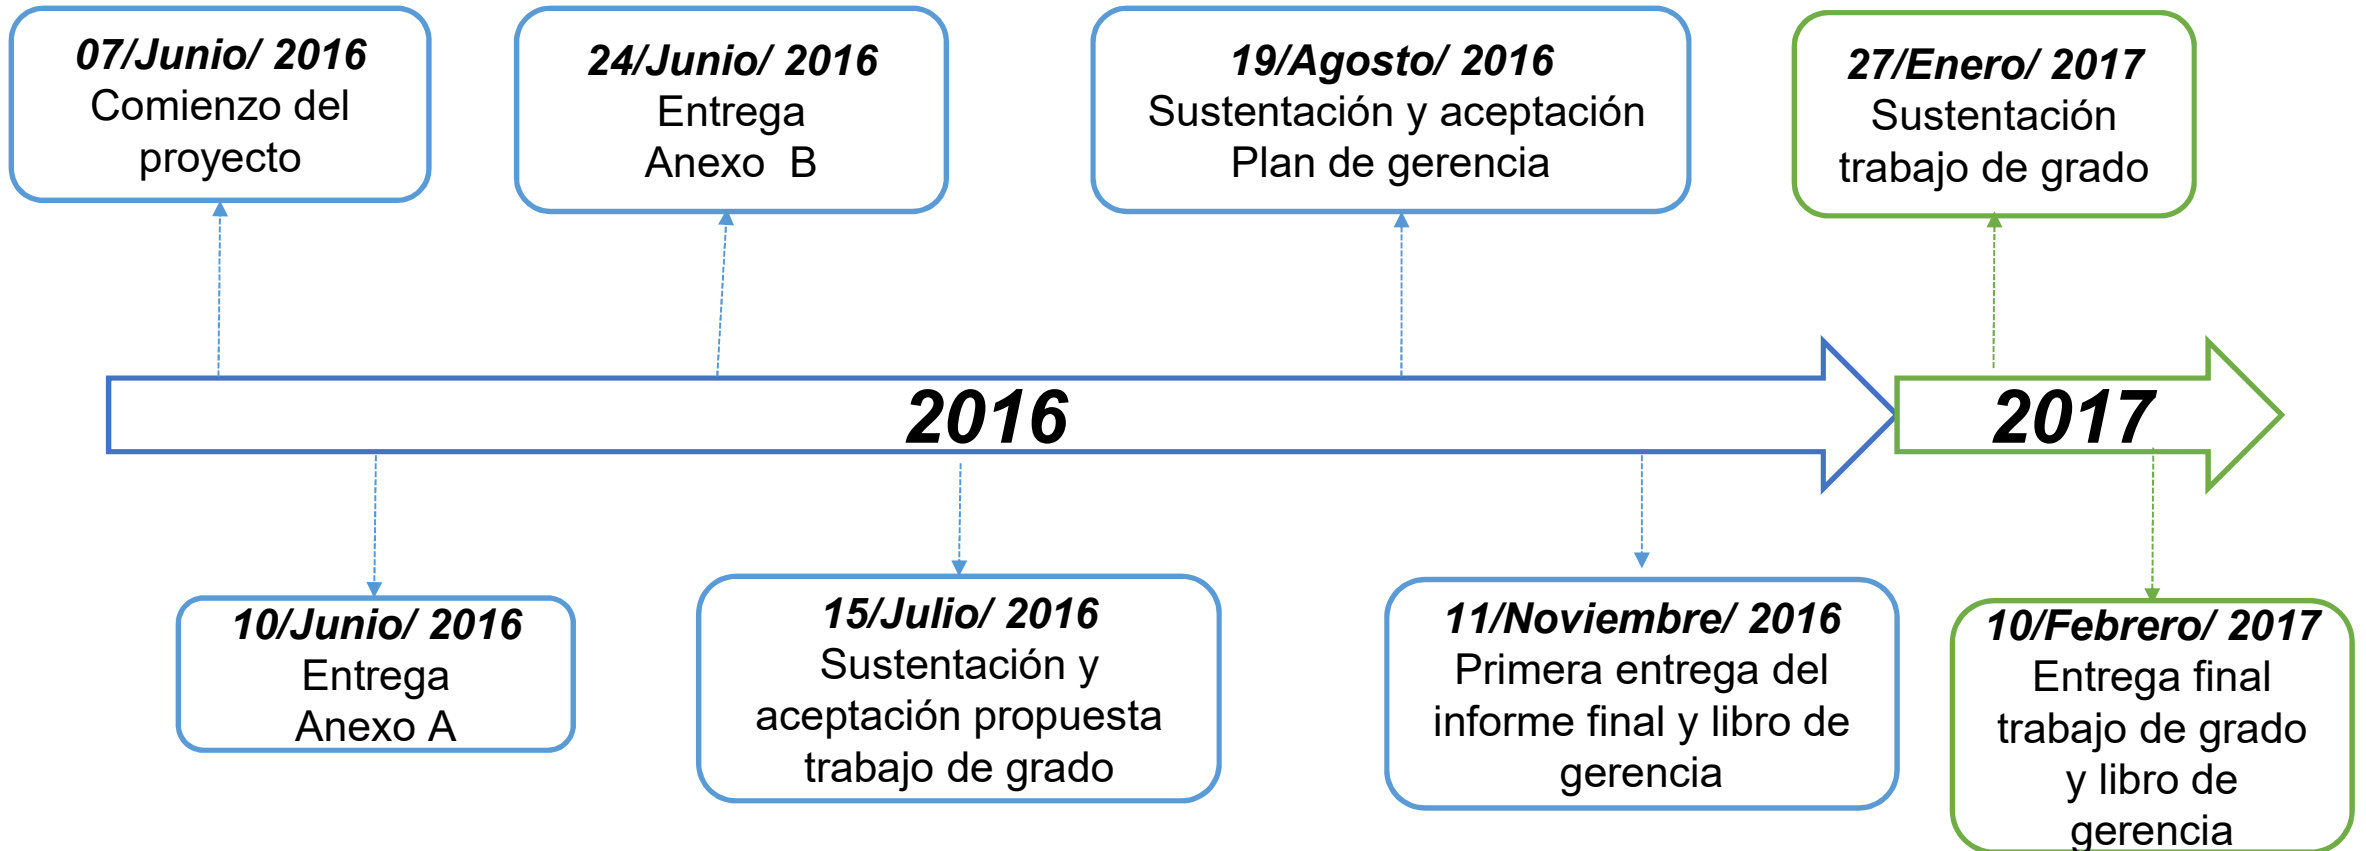 07/Junio/ 2016
Comienzo del
proyecto
24/Junio/ 2016
Entrega
Anexo  B
19/Agosto/ 2016
Sustentación y aceptación
Plan de gerencia
27/Enero/ 2017
Sustentación
trabajo de grado
2016
2017
10/Junio/ 2016
Entrega
Anexo A
15/Julio/ 2016
Sustentación y
aceptación propuesta
trabajo de grado
11/Noviembre/ 2016
Primera entrega del
informe final y libro de
gerencia
10/Febrero/ 2017
Entrega final
trabajo de grado
y libro de
gerencia